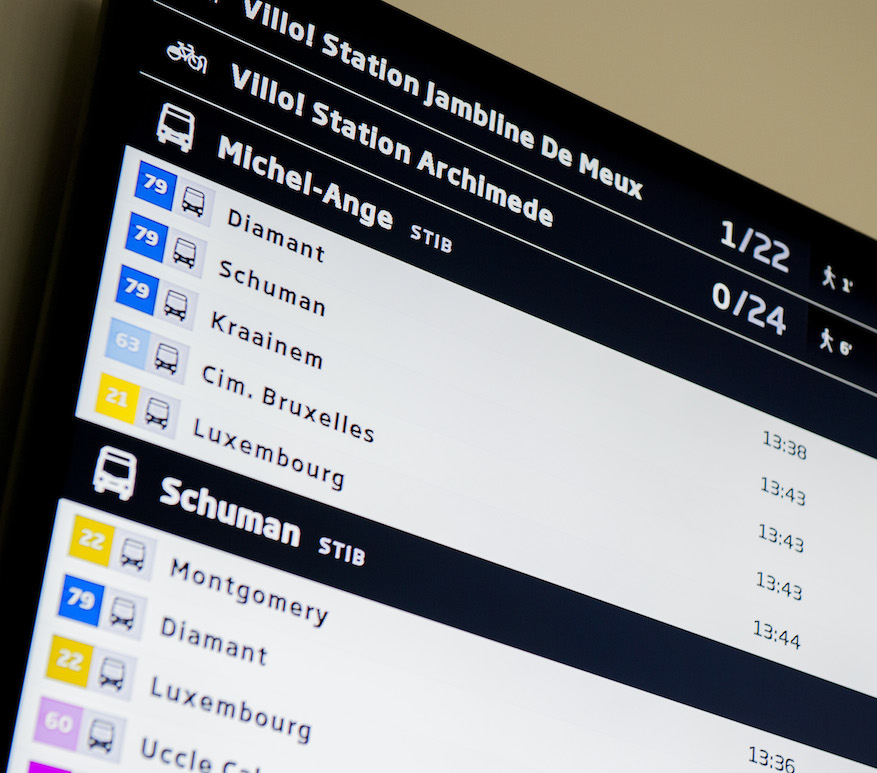 Villo! Station Jambline De Meux 1/22 1'
Villo! Station Archimede 0/24 6'
Michel-Ange STIB
79 Diamant 13:38
79 Schuman 13:43
79 Kraainem 13:43
63 Cim. Bruxelles 13:43
21 Luxembourg 13:44
Schuman STIB
22 Montgomery 13:36
79 Diamant
22 Luxembourg
60 Uccle